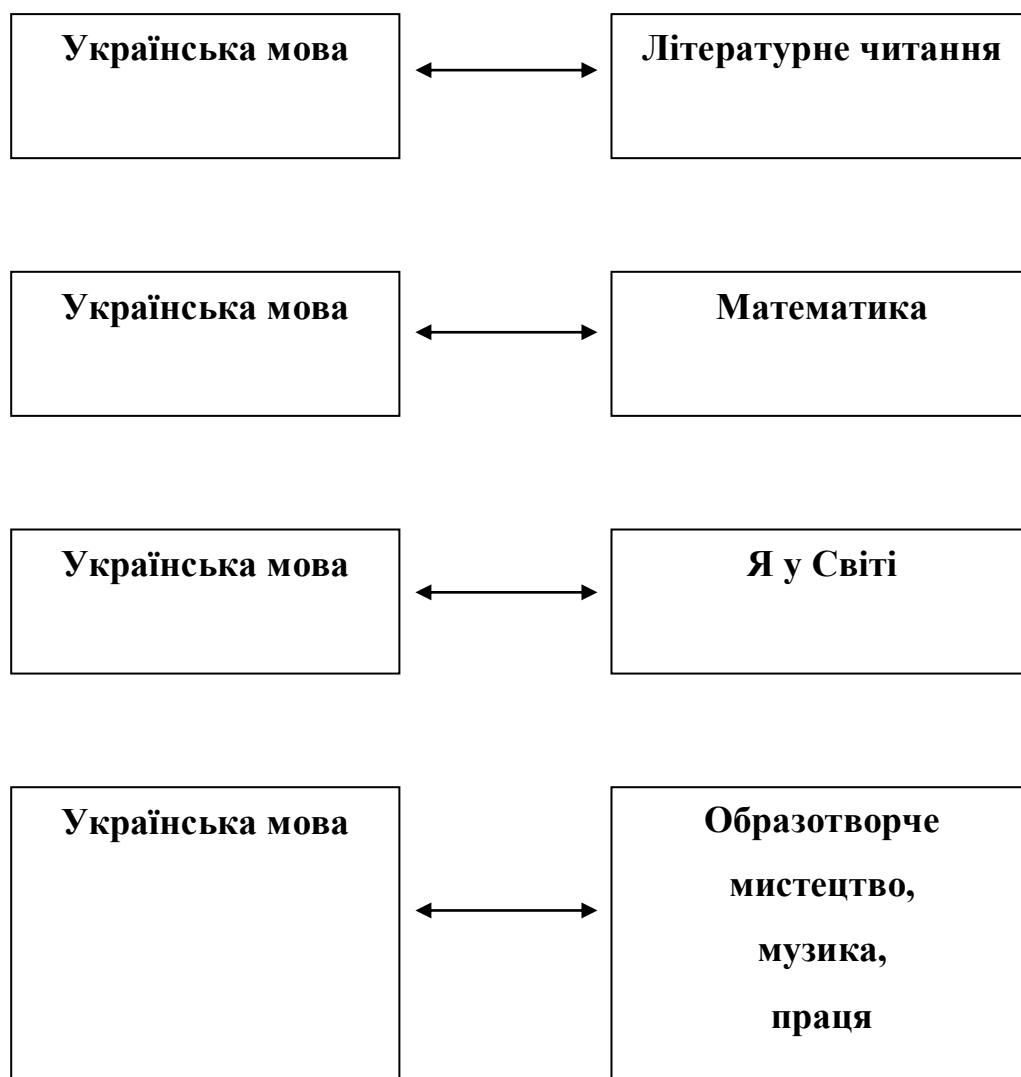 Українська мова
Літературне читання
Українська мова
Математика
Українська мова
Я у Світі
Українська мова
Образотворче
мистецтво,
музика,
праця